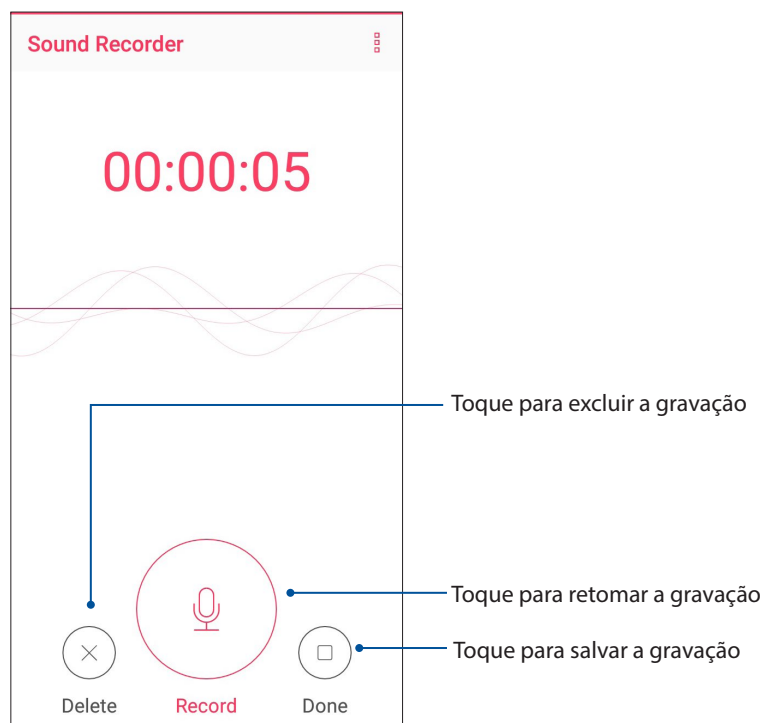 Sound Recorder
00:00:05
Toque para excluir a gravação
Toque para retomar a gravação
Toque para salvar a gravação
Delete
Record
Done